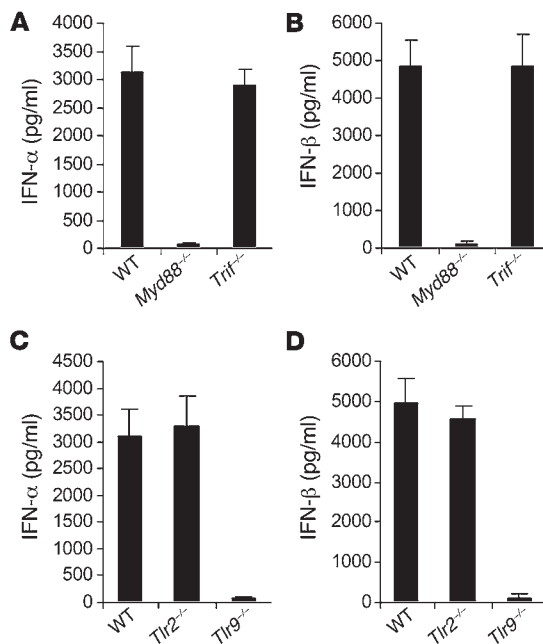 A
IFN-α (pg/ml)
4000
3500
3000
2500
2000
1500
1000
500
0
WT
Myd88⁻/⁻
Trif⁻/⁻
B
IFN-β (pg/ml)
6000
5000
4000
3000
2000
1000
0
WT
Myd88⁻/⁻
Trif⁻/⁻
C
IFN-α (pg/ml)
4500
4000
3500
3000
2500
2000
1500
1000
500
0
WT
Tlr2⁻/⁻
Tlr9⁻/⁻
D
IFN-β (pg/ml)
6000
5000
4000
3000
2000
1000
0
WT
Tlr2⁻/⁻
Tlr9⁻/⁻